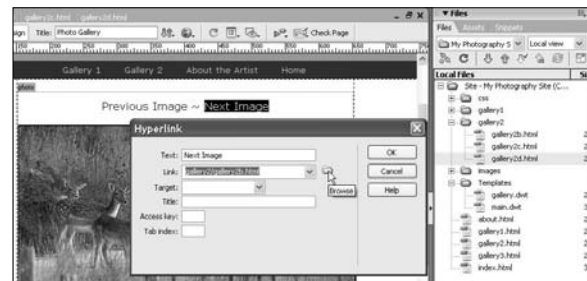 gallery2c.html gallery2d.html
Title: Photo Gallery
Check Page
Gallery 1 Gallery 2 About the Artist Home
photo
Previous Image ~ Next Image
Hyperlink
Text: Next Image
Link: gallery2/gallery2b.html
Target:
Title:
Access key:
Tab index:
OK
Cancel
Help
Browse
Files
Files Assets Snippets
My Photography S Local view
Local Files
Site - My Photography Site (C...
css
gallery1
gallery2
gallery2b.html
gallery2c.html
gallery2d.html
images
Templates
gallery.dwt
main.dwt
about.html
gallery1.html
gallery2.html
gallery3.html
index.html